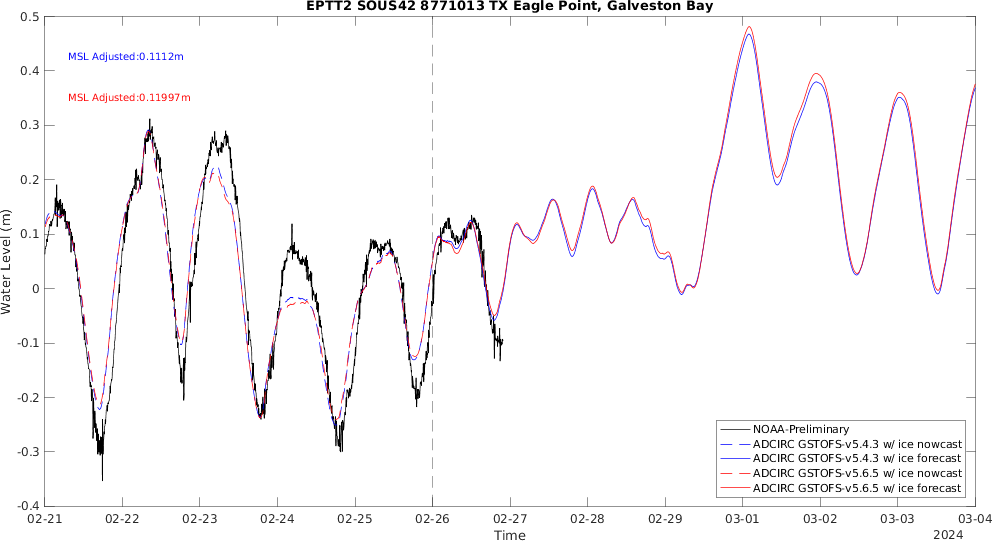 EPTT2 SOUS42 8771013 TX Eagle Point, Galveston Bay
MSL Adjusted:0.1112m
MSL Adjusted:0.11997m
Water Level (m)
0.5
0.4
0.3
0.2
0.1
0
-0.1
-0.2
-0.3
-0.4
NOAA-Preliminary
ADCIRC GSTOFS-v5.4.3 w/ ice nowcast
ADCIRC GSTOFS-v5.4.3 w/ ice forecast
ADCIRC GSTOFS-v5.6.5 w/ ice nowcast
ADCIRC GSTOFS-v5.6.5 w/ ice forecast
02-21 02-22 02-23 02-24 02-25 02-26 02-27 02-28 02-29 03-01 03-02 03-03 03-04
Time
2024